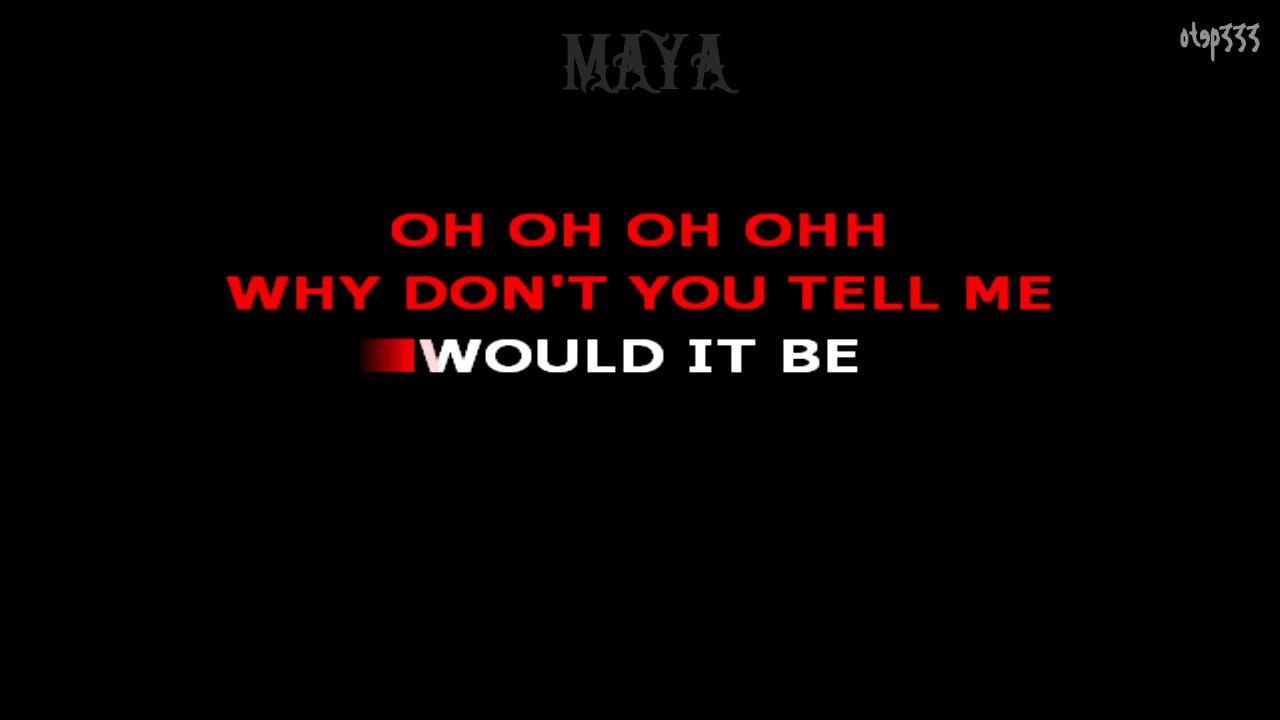 MAYA
otep333
OH OH OH OHH
WHY DON'T YOU TELL ME
WOULD IT BE